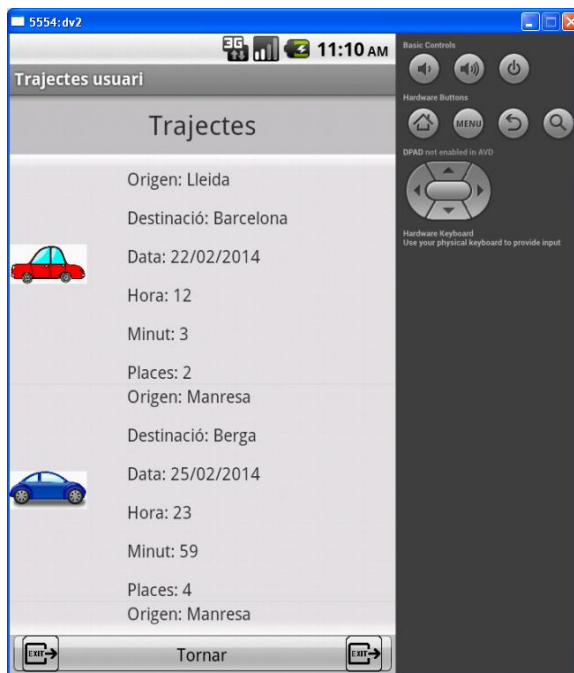 5554:dv2
3G 11:10 AM
Trajectes usuari
Trajectes
Origen: Lleida
Destinació: Barcelona
Data: 22/02/2014
Hora: 12
Minut: 3
Places: 2
Origen: Manresa
Destinació: Berga
Data: 25/02/2014
Hora: 23
Minut: 59
Places: 4
Origen: Manresa
EXIT Tornar EXIT
Basic Controls
Hardware Buttons
MENU
DPAD not enabled in AVD
Hardware Keyboard
Use your physical keyboard to provide input